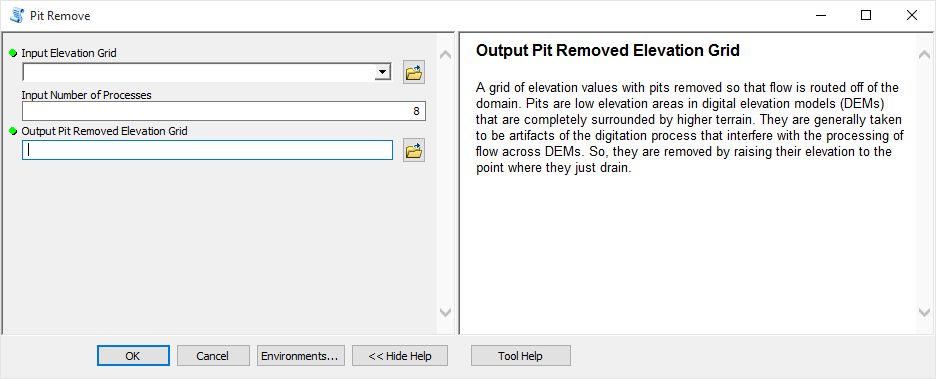 Pit Remove
Input Elevation Grid
Input Number of Processes
8
Output Pit Removed Elevation Grid
Output Pit Removed Elevation Grid
A grid of elevation values with pits removed so that flow is routed off of the
domain. Pits are low elevation areas in digital elevation models (DEMs)
that are completely surrounded by higher terrain. They are generally taken
to be artifacts of the digitation process that interfere with the processing of
flow across DEMs. So, they are removed by raising their elevation to the
point where they just drain.
OK
Cancel
Environments...
<< Hide Help
Tool Help